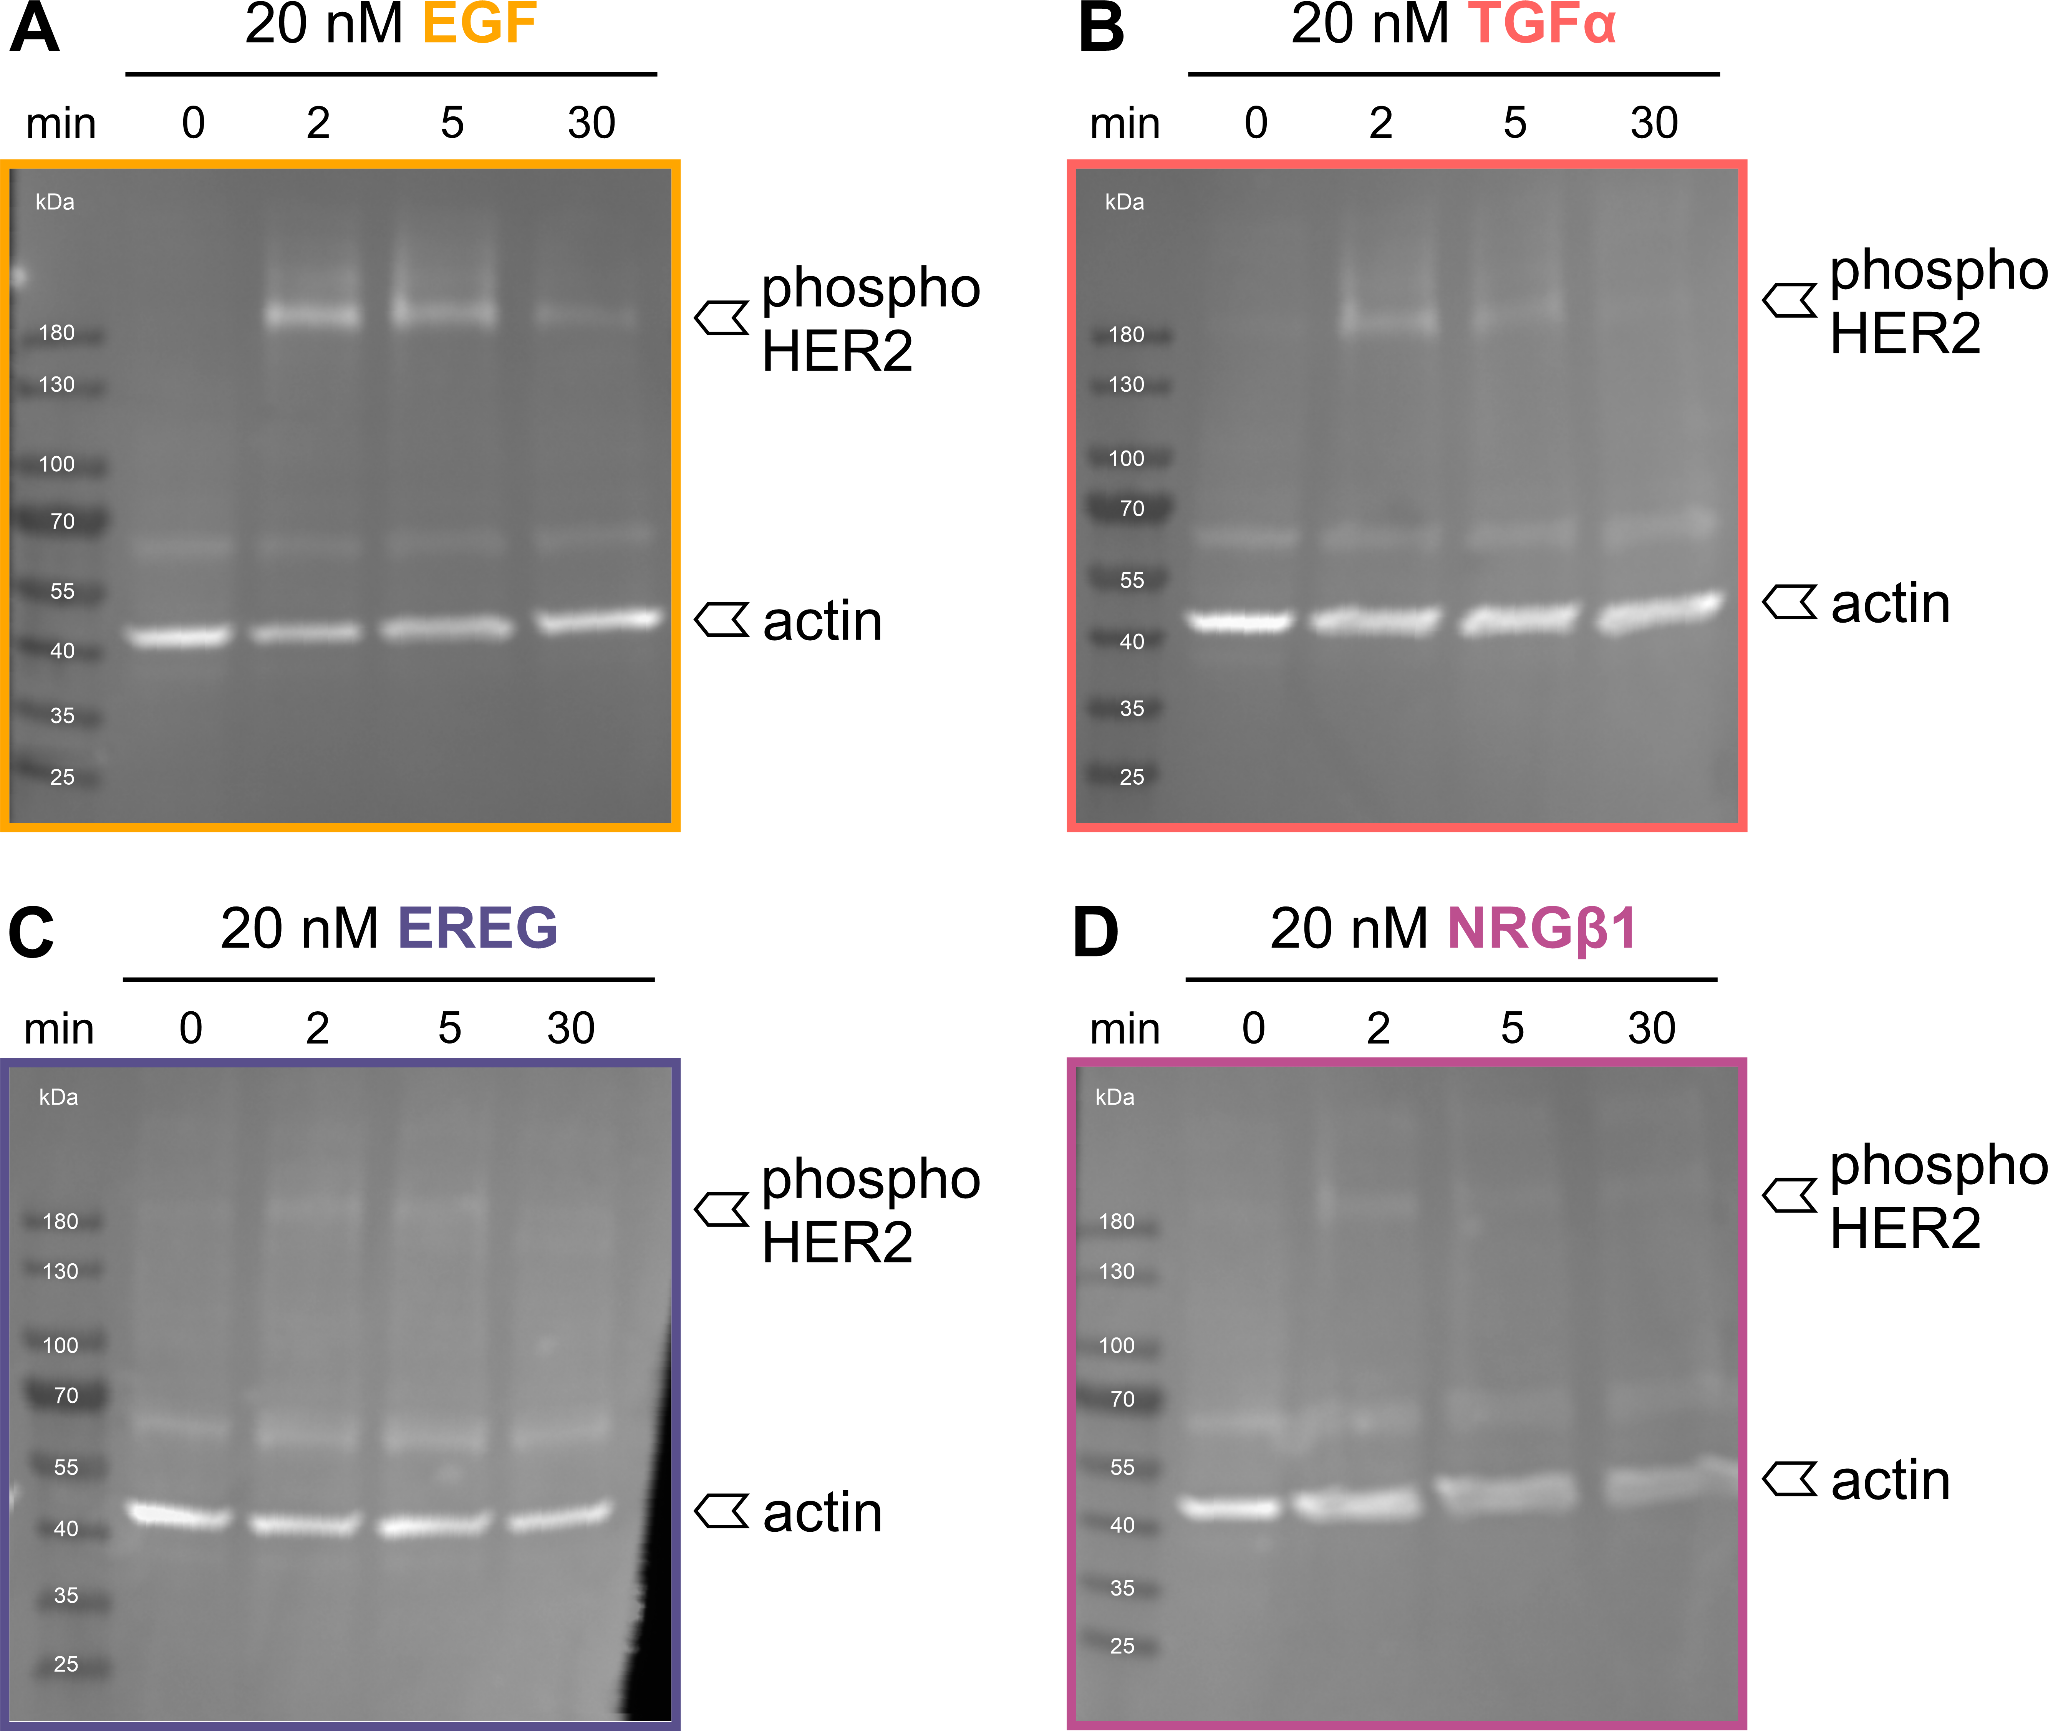 A
20 nM EGF
min 0 2 5 30
kDa
180
130
100
70
55
40
35
25
phospho
HER2
actin
B
20 nM TGFα
min 0 2 5 30
kDa
180
130
100
70
55
40
35
25
phospho
HER2
actin
C
20 nM EREG
min 0 2 5 30
kDa
180
130
100
70
55
40
35
25
phospho
HER2
actin
D
20 nM NRGβ1
min 0 2 5 30
kDa
180
130
100
70
55
40
35
25
phospho
HER2
actin